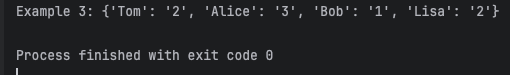 Example 3: {'Tom': '2', 'Alice': '3', 'Bob': '1', 'Lisa': '2'}
Process finished with exit code 0